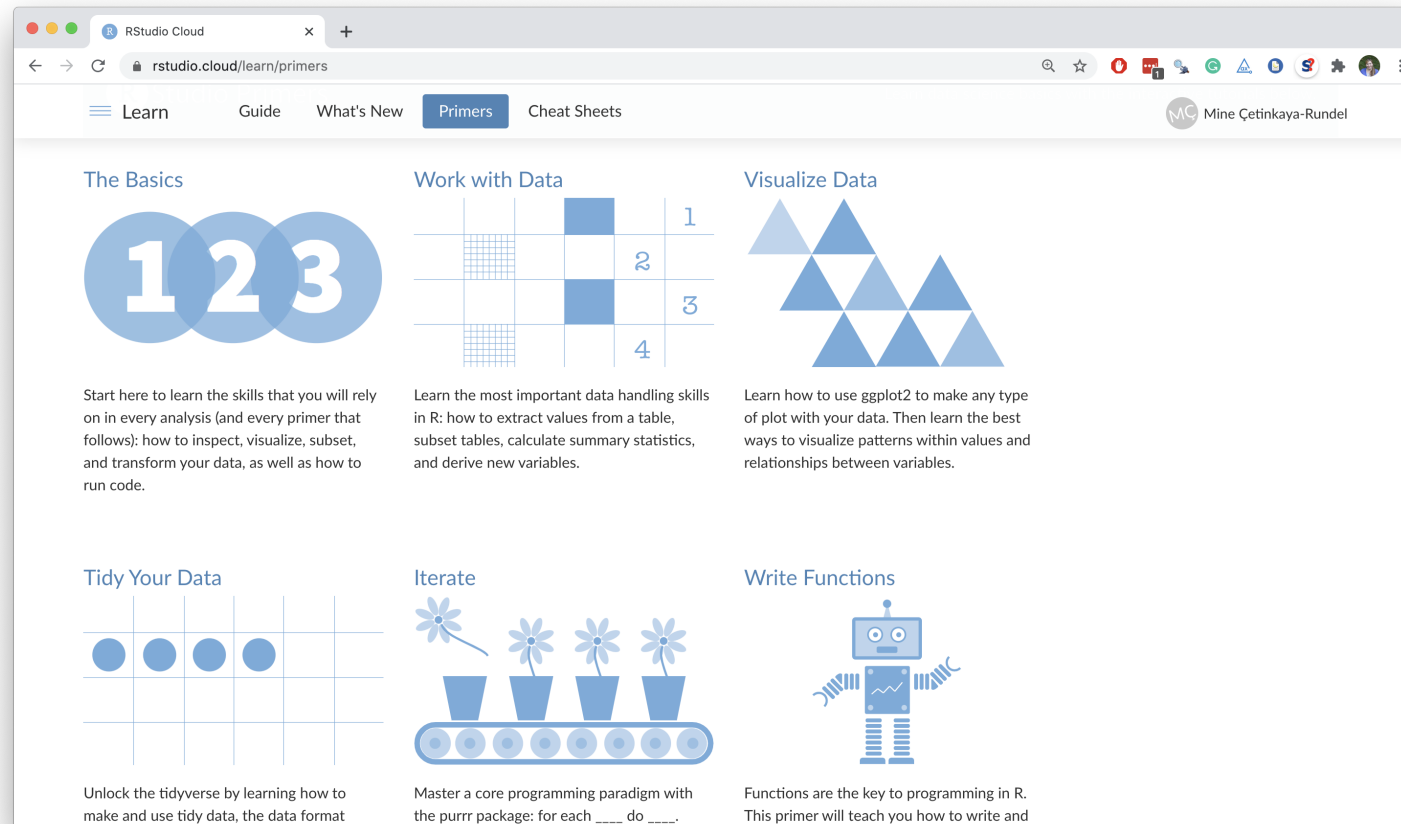 RStudio Cloud
rstudio.cloud/learn/primers
1
Learn Guide What's New Primers Cheat Sheets MÇ Mine Çetinkaya-Rundel
The Basics
1 2 3
Start here to learn the skills that you will rely
on in every analysis (and every primer that
follows): how to inspect, visualize, subset,
and transform your data, as well as how to
run code.
Work with Data
1
2
3
4
Learn the most important data handling skills
in R: how to extract values from a table,
subset tables, calculate summary statistics,
and derive new variables.
Visualize Data
Learn how to use ggplot2 to make any type
of plot with your data. Then learn the best
ways to visualize patterns within values and
relationships between variables.
Tidy Your Data
Unlock the tidyverse by learning how to
make and use tidy data, the data format
Iterate
Master a core programming paradigm with
the purrr package: for each ____ do ____.
Write Functions
Functions are the key to programming in R.
This primer will teach you how to write and